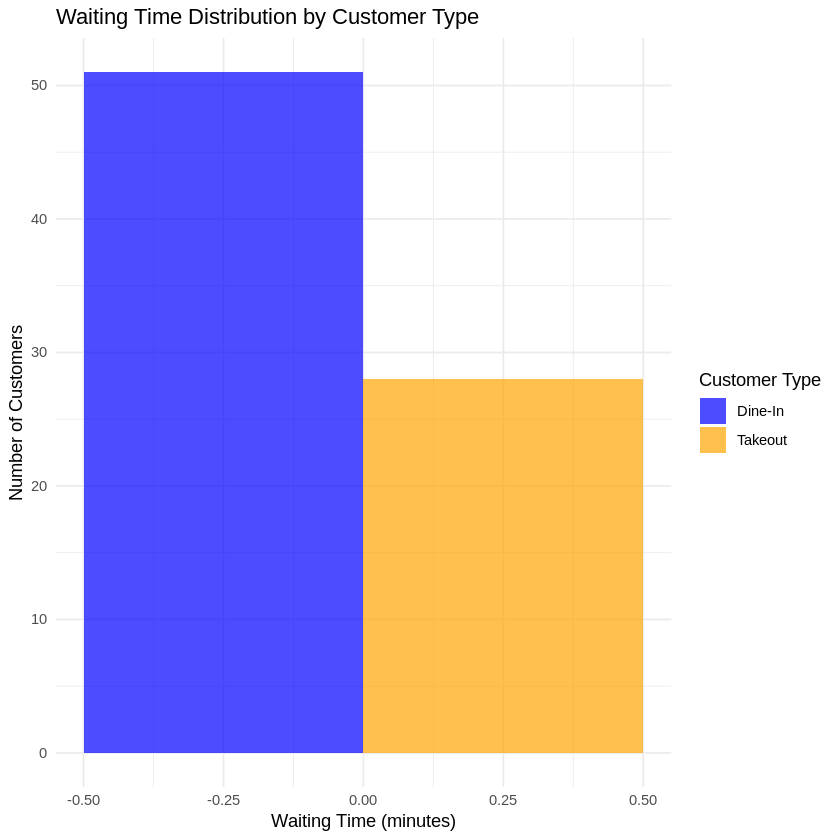 Waiting Time Distribution by Customer Type
Number of Customers
50
40
30
20
10
0
-0.50 -0.25 0.00 0.25 0.50
Waiting Time (minutes)
Customer Type
Dine-In
Takeout